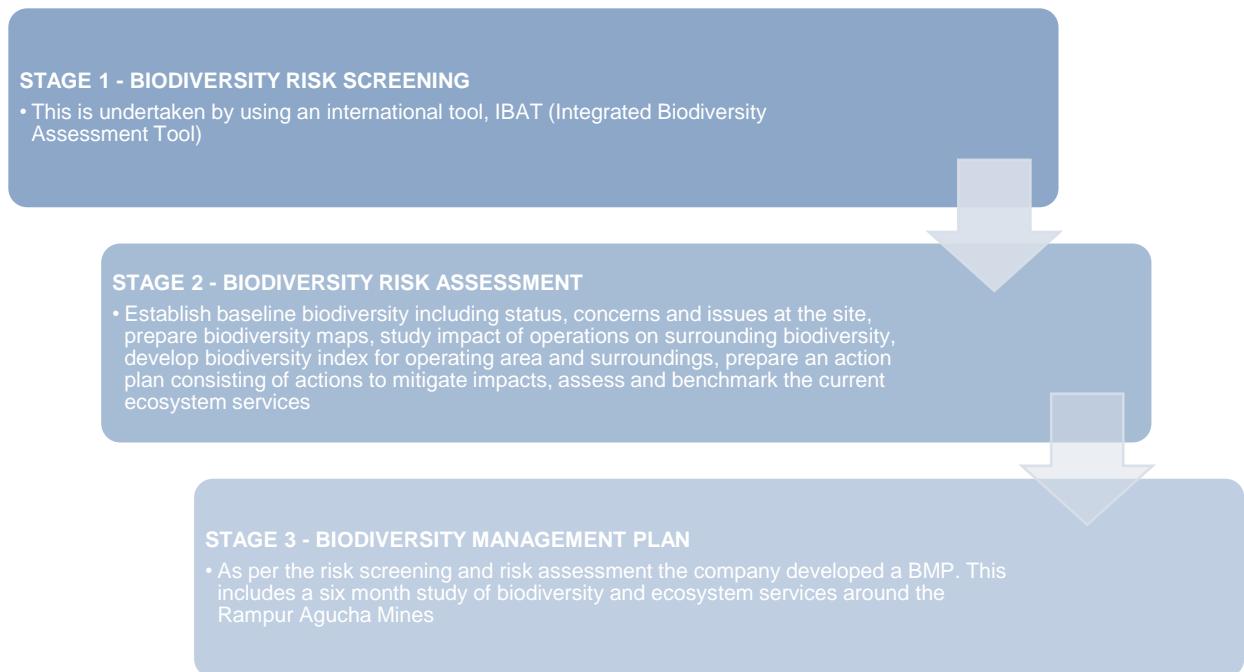 STAGE 1 - BIODIVERSITY RISK SCREENING
• This is undertaken by using an international tool, IBAT (Integrated Biodiversity
Assessment Tool)
STAGE 2 - BIODIVERSITY RISK ASSESSMENT
• Establish baseline biodiversity including status, concerns and issues at the site,
prepare biodiversity maps, study impact of operations on surrounding biodiversity,
develop biodiversity index for operating area and surroundings, prepare an action
plan consisting of actions to mitigate impacts, assess and benchmark the current
ecosystem services
STAGE 3 - BIODIVERSITY MANAGEMENT PLAN
• As per the risk screening and risk assessment the company developed a BMP. This
includes a six month study of biodiversity and ecosystem services around the
Rampur Agucha Mines